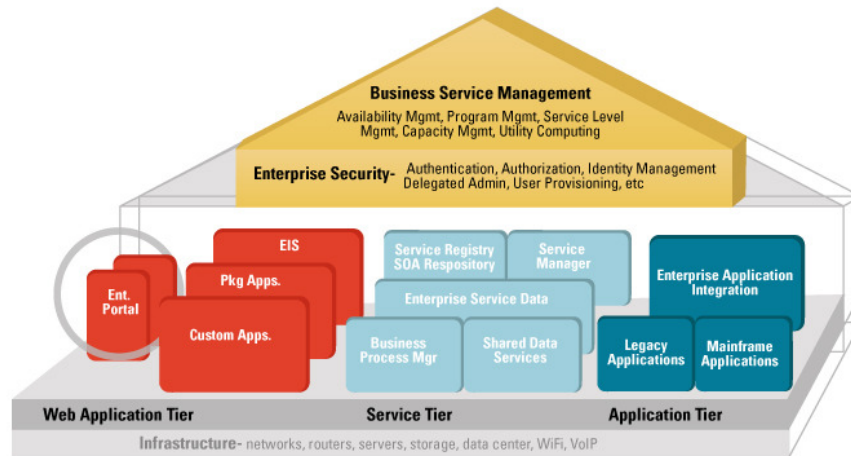 Business Service Management
Availability Mgmt, Program Mgmt, Service Level
Mgmt, Capacity Mgmt, Utility Computing
Enterprise Security- Authentication, Authorization, Identity Management
Delegated Admin, User Provisioning, etc
Ent.
Portal
EIS
Pkg Apps.
Custom Apps.
Service Registry
SOA Respository
Service
Manager
Enterprise Service Data
Business
Process Mgr
Shared Data
Services
Enterprise Application
Integration
Legacy
Applications
Mainframe
Applications
Web Application Tier
Service Tier
Application Tier
Infrastructure- networks, routers, servers, storage, data center, WiFi, VoIP